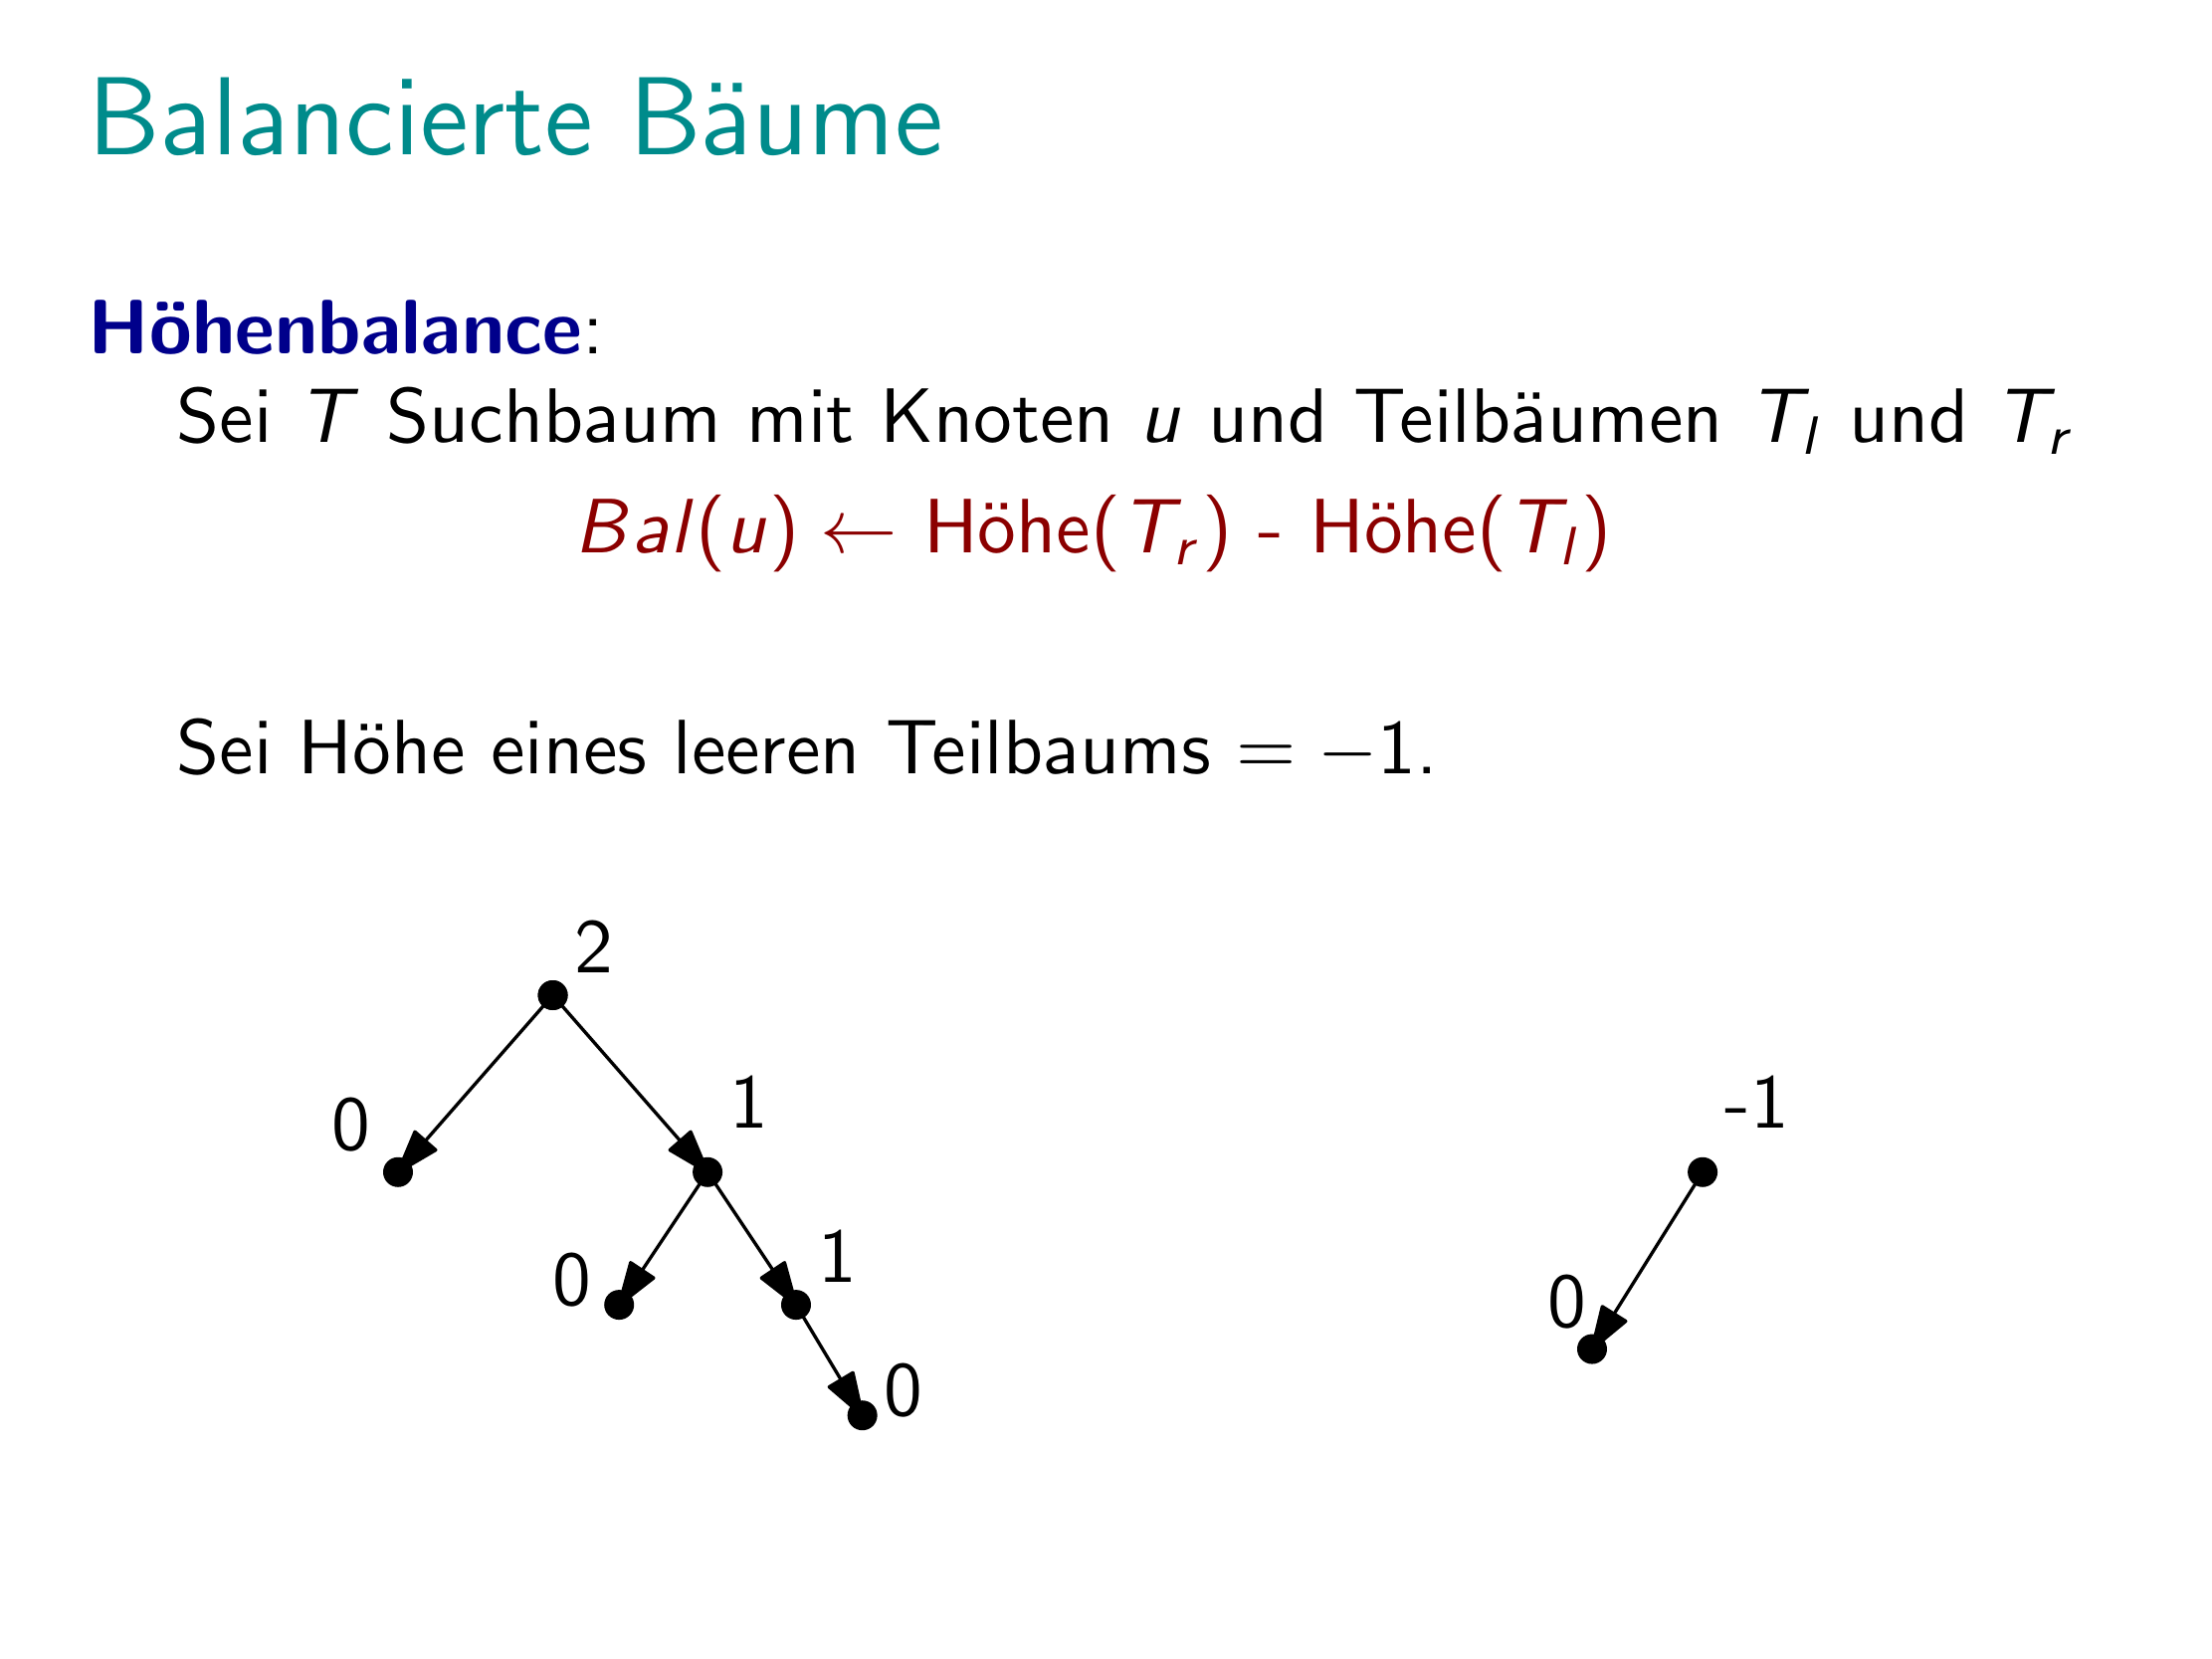 Balancierte Bäume
Höhenbalance:
Sei T Suchbaum mit Knoten u und Teilbäumen T_l und T_r
Bal(u) ← Höhe(T_r) - Höhe(T_l)
Sei Höhe eines leeren Teilbaums = −1.
2
0
1
0
1
0
-1
0